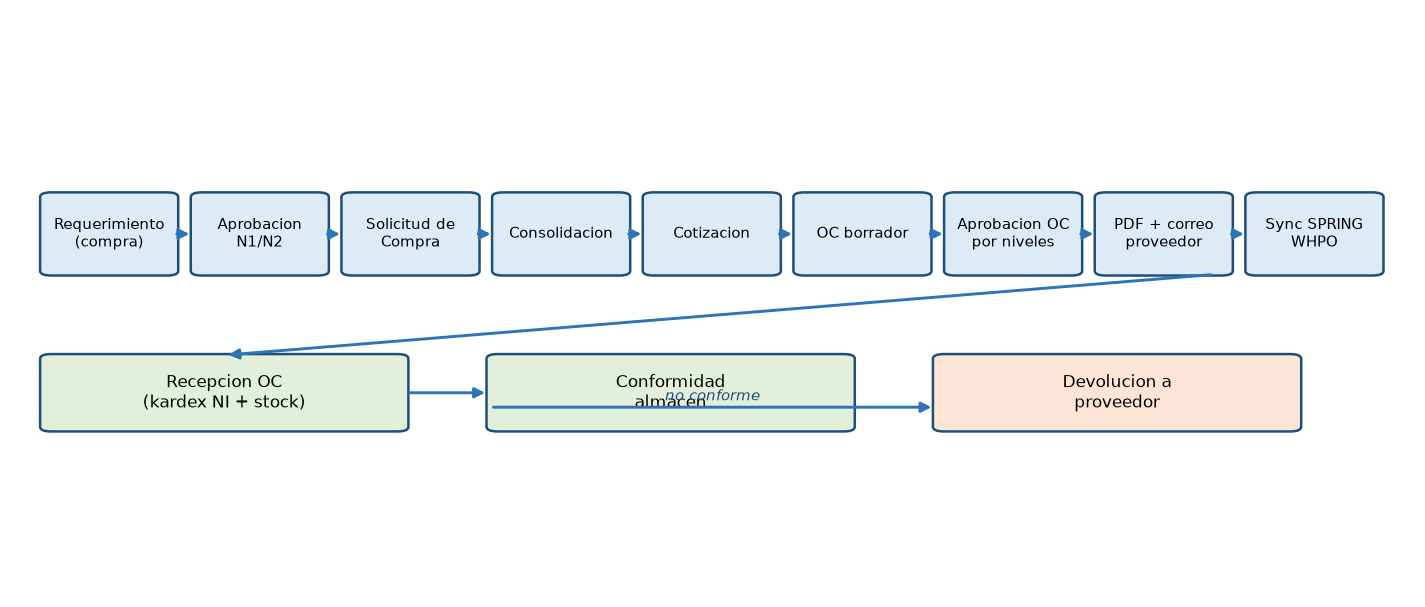 Requerimiento
(compra)
Aprobacion
N1/N2
Solicitud de
Compra
Consolidacion
Cotizacion
OC borrador
Aprobacion OC
por niveles
PDF + correo
proveedor
Sync SPRING
WHPO
Recepcion OC
(kardex NI + stock)
Conformidad
almacen
no conforme
Devolucion a
proveedor